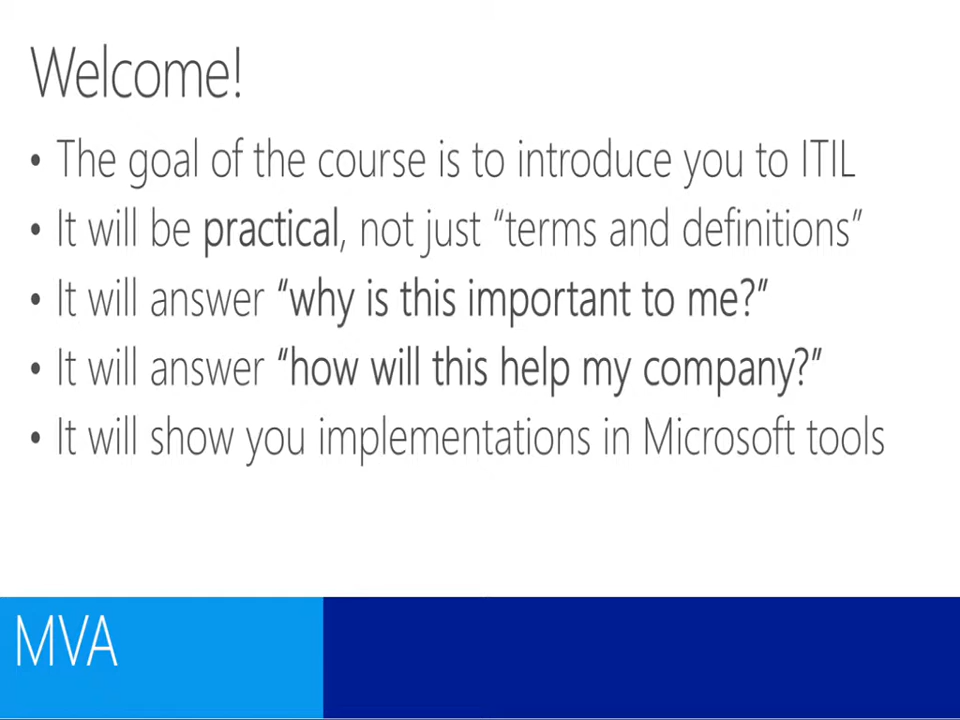 Welcome!
• The goal of the course is to introduce you to ITIL
• It will be practical, not just “terms and definitions”
• It will answer “why is this important to me?”
• It will answer “how will this help my company?”
• It will show you implementations in Microsoft tools
MVA